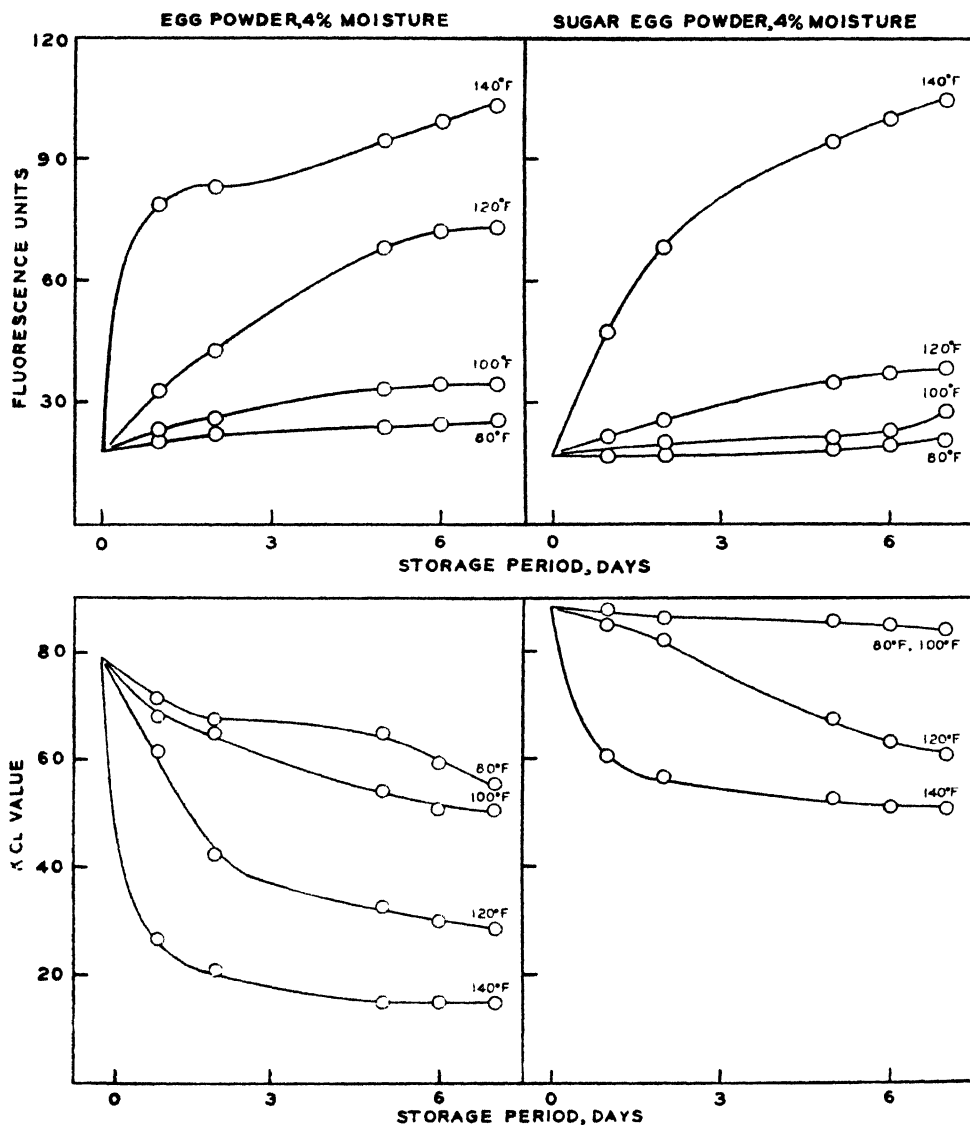 EGG POWDER, 4% MOISTURE
SUGAR EGG POWDER, 4% MOISTURE
120
90
60
30
FLUORESCENCE UNITS
140°F
120°F
100°F
80°F
140°F
120°F
100°F
80°F
0 3 6 0 3 6
STORAGE PERIOD, DAYS
80
60
40
20
KCL VALUE
80°F
100°F
120°F
140°F
80°F, 100°F
120°F
140°F
0 3 6 0 3 6
STORAGE PERIOD, DAYS